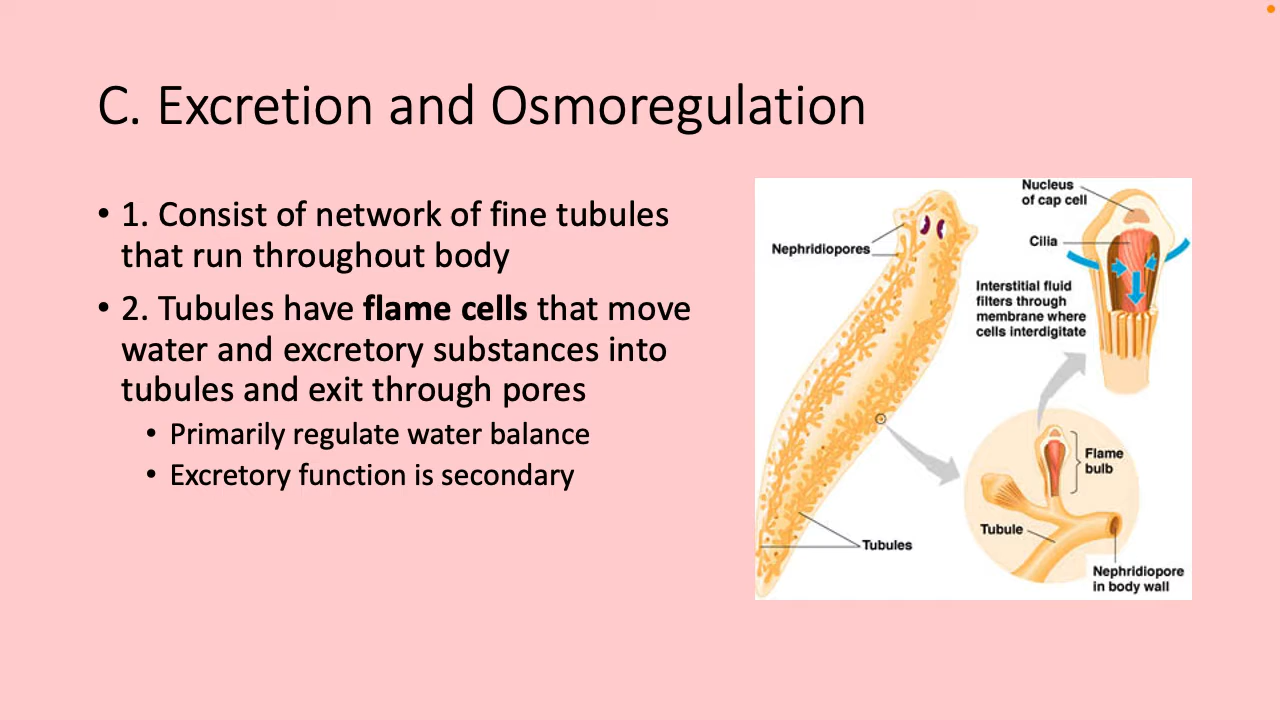 C. Excretion and Osmoregulation
• 1. Consist of network of fine tubules
that run throughout body
• 2. Tubules have flame cells that move
water and excretory substances into
tubules and exit through pores
• Primarily regulate water balance
• Excretory function is secondary
Nucleus
of cap cell
Nephridiopores
Cilia
Interstitial fluid
filters through
membrane where
cells interdigitate
Flame
bulb
Tubule
Tubules
Nephridiopore
in body wall